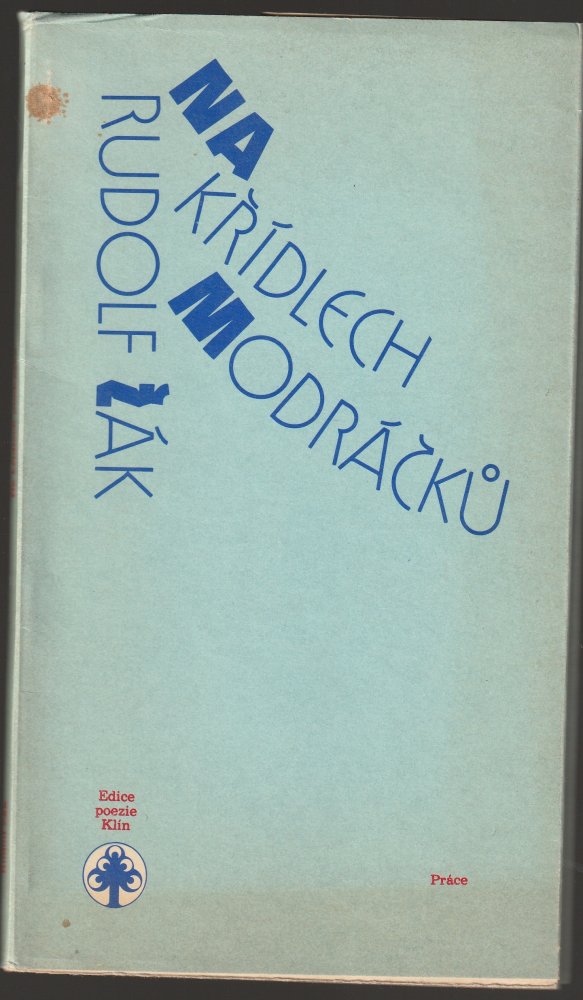 RUDOLF ŽÁK
NA
KŘÍDLECH
MODRÁČKŮ
Edice
poezie
Klín
Práce